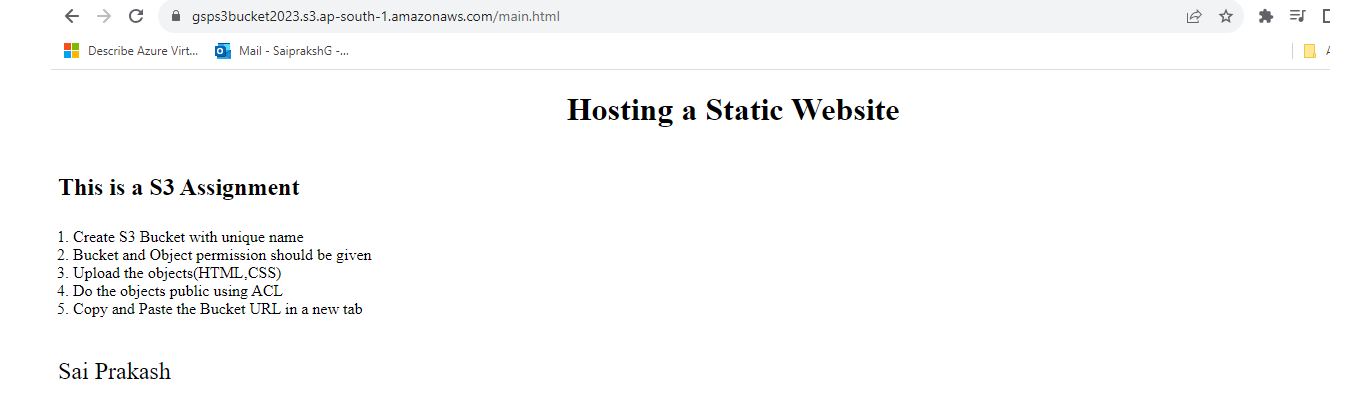 gsps3bucket2023.s3.ap-south-1.amazonaws.com/main.html
Describe Azure Virt... Mail - SaiprakshG -...
Hosting a Static Website
This is a S3 Assignment
1. Create S3 Bucket with unique name
2. Bucket and Object permission should be given
3. Upload the objects(HTML,CSS)
4. Do the objects public using ACL
5. Copy and Paste the Bucket URL in a new tab
Sai Prakash